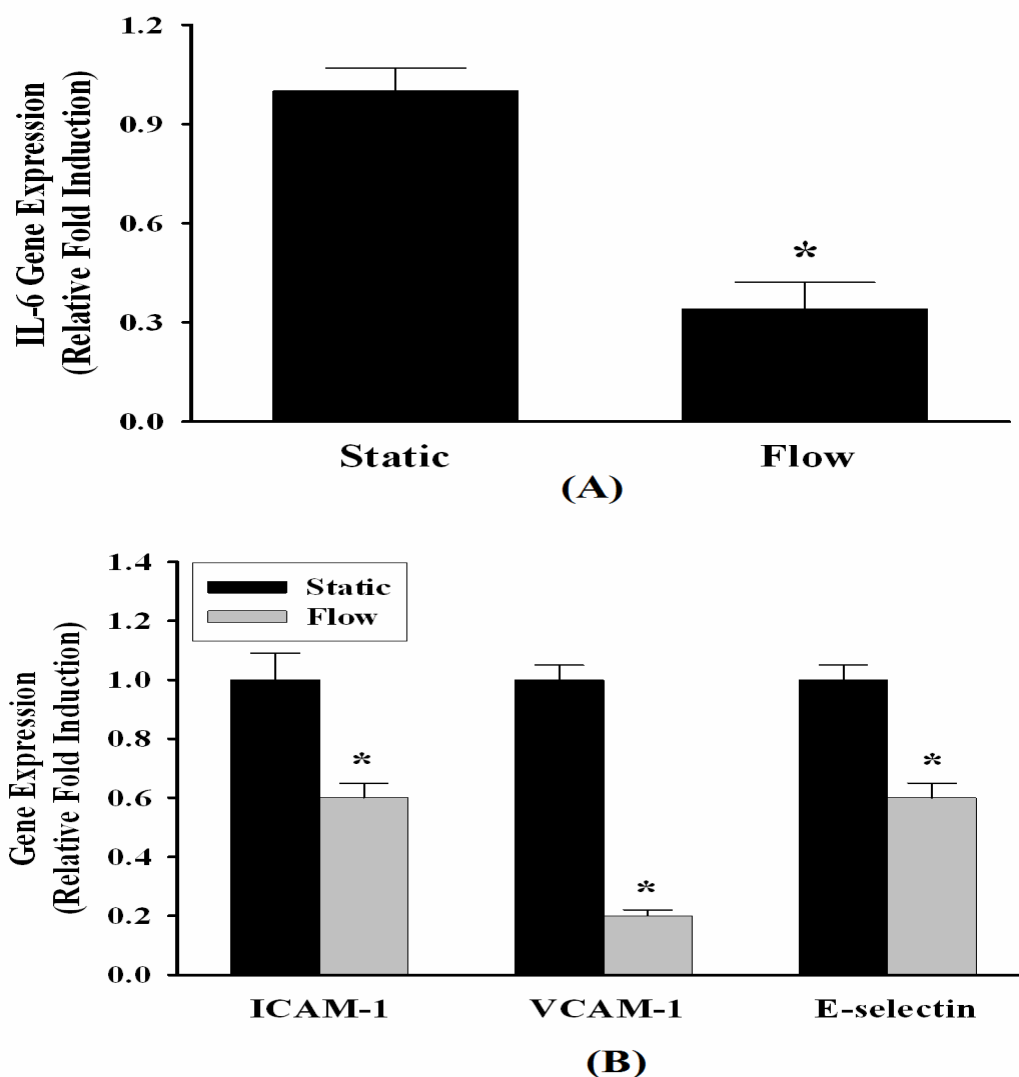 IL-6 Gene Expression
(Relative Fold Induction)
1.2
0.9
0.6
0.3
0.0
*
Static Flow
(A)
Gene Expression
(Relative Fold Induction)
1.4
1.2
1.0
0.8
0.6
0.4
0.2
0.0
Static
Flow
*
*
*
ICAM-1 VCAM-1 E-selectin
(B)